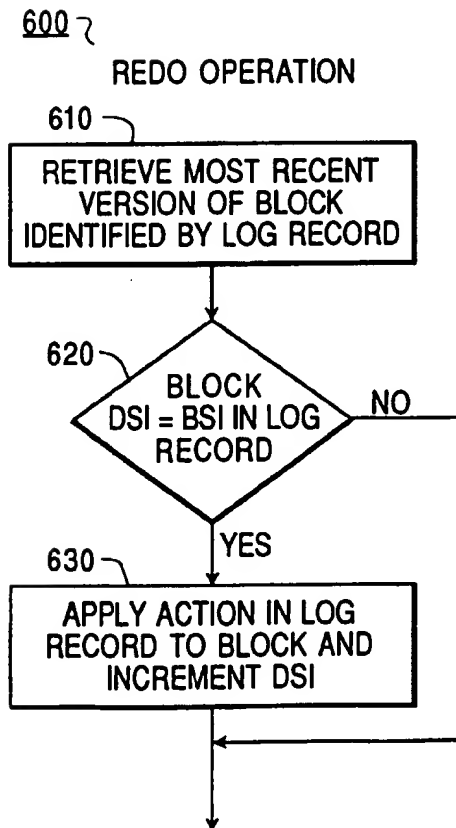 600
REDO OPERATION
610
RETRIEVE MOST RECENT
VERSION OF BLOCK
IDENTIFIED BY LOG RECORD
620
BLOCK
DSI = BSI IN LOG
RECORD
NO
YES
630
APPLY ACTION IN LOG
RECORD TO BLOCK AND
INCREMENT DSI